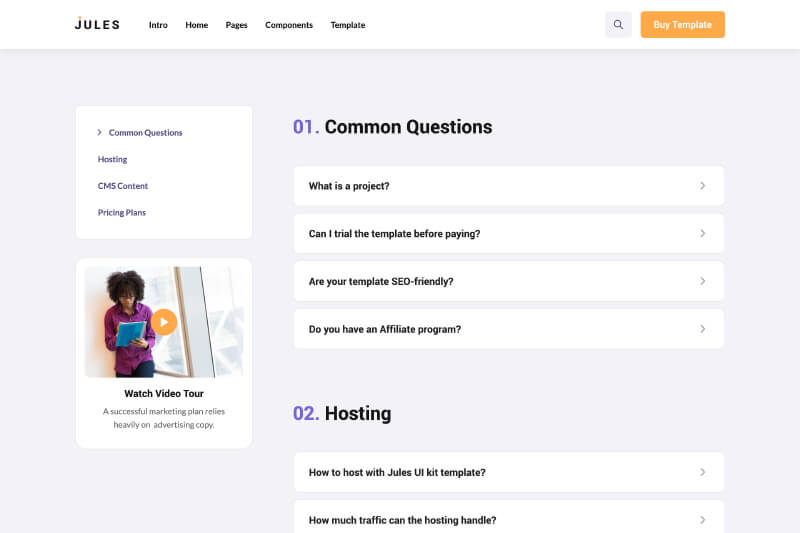 JULES
Intro
Home
Pages
Components
Template
Buy Template
Common Questions
Hosting
CMS Content
Pricing Plans
Watch Video Tour
A successful marketing plan relies
heavily on advertising copy.
01. Common Questions
What is a project?
Can I trial the template before paying?
Are your template SEO-friendly?
Do you have an Affiliate program?
02. Hosting
How to host with Jules UI kit template?
How much traffic can the hosting handle?